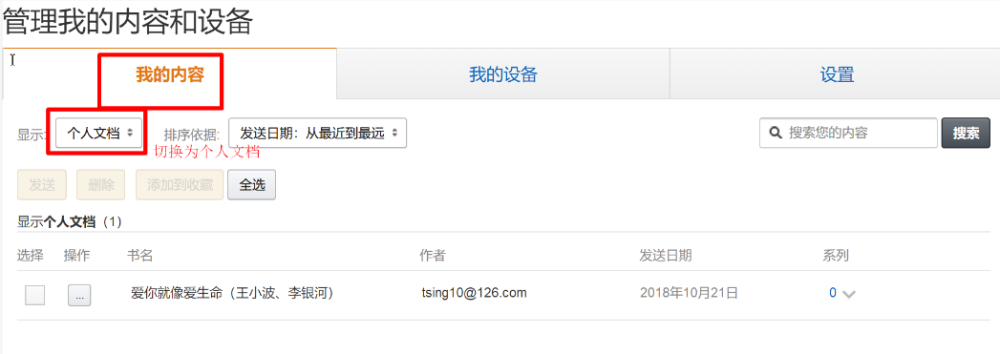 管理我的内容和设备
我的内容 我的设备 设置
显示: 个人文档 排序依据: 发送日期：从最近到最远 搜索您的内容 搜索
切换为个人文档
发送 删除 添加到收藏 全选
显示个人文档（1）
选择 操作 书名 作者 发送日期 系列
... 爱你就像爱生命（王小波、李银河） tsing10@126.com 2018年10月21日 0